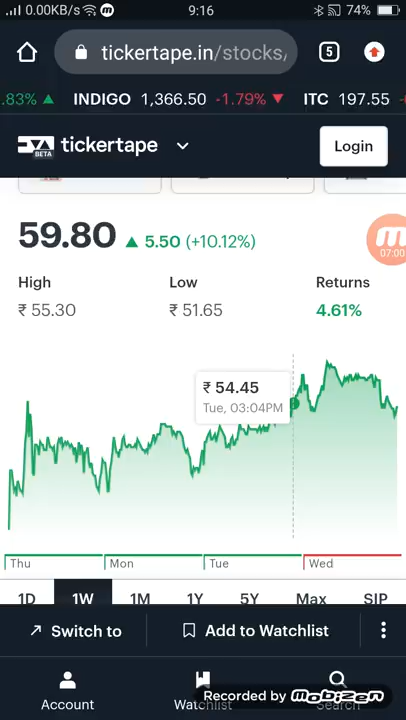 0.00KB/s 9:16 74%
tickertape.in/stocks, 5
.83% ▲ INDIGO 1,366.50 -1.79% ▼ ITC 197.55
BETA tickertape Login
59.80 ▲ 5.50 (+10.12%)
07:00
High Low Returns
₹ 55.30 ₹ 51.65 4.61%
₹ 54.45
Tue, 03:04PM
Thu Mon Tue Wed
1D 1W 1M 1Y 5Y Max SIP
Switch to Add to Watchlist
Account Watchlist Search
Recorded by MOBIZEN